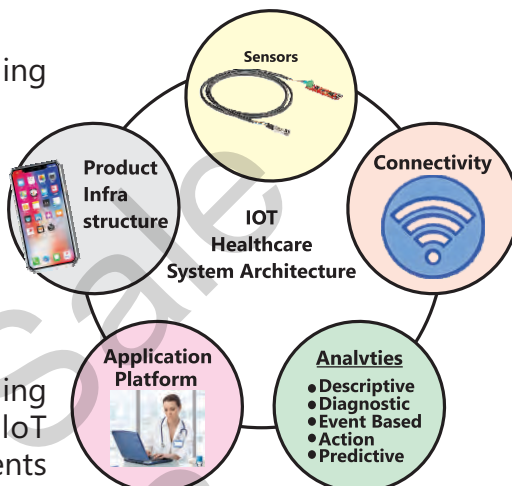 ing
Sensors
Product
Infra
structure
Connectivity
IOT
Healthcare
System Architecture
Application
Platform
Analvties
•Descriptive
•Diagnostic
•Event Based
•Action
•Predictive
ing
IoT
ents
Sale